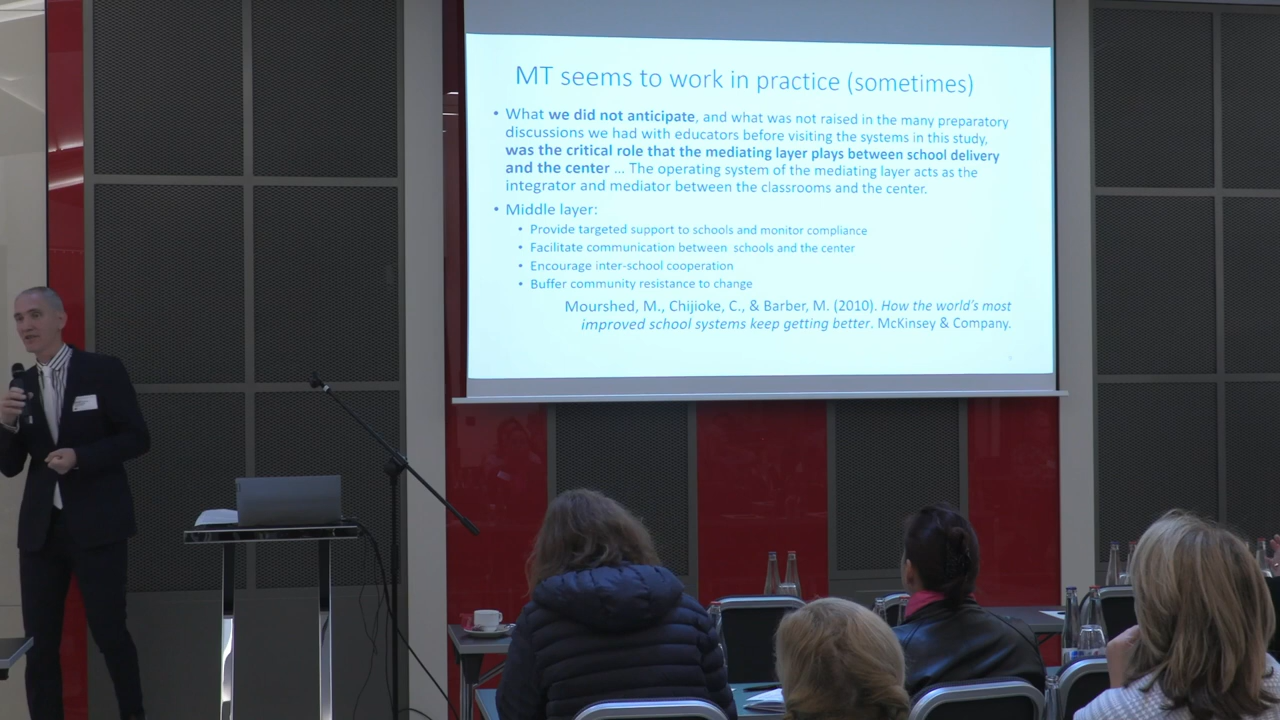 MT seems to work in practice (sometimes)
• What we did not anticipate, and what was not raised in the many preparatory
discussions we had with educators before visiting the systems in this study,
was the critical role that the mediating layer plays between school delivery
and the center ... The operating system of the mediating layer acts as the
integrator and mediator between the classrooms and the center.
• Middle layer:
• Provide targeted support to schools and monitor compliance
• Facilitate communication between schools and the center
• Encourage inter-school cooperation
• Buffer community resistance to change
Mourshed, M., Chijioke, C., & Barber, M. (2010). How the world's most
improved school systems keep getting better. McKinsey & Company.